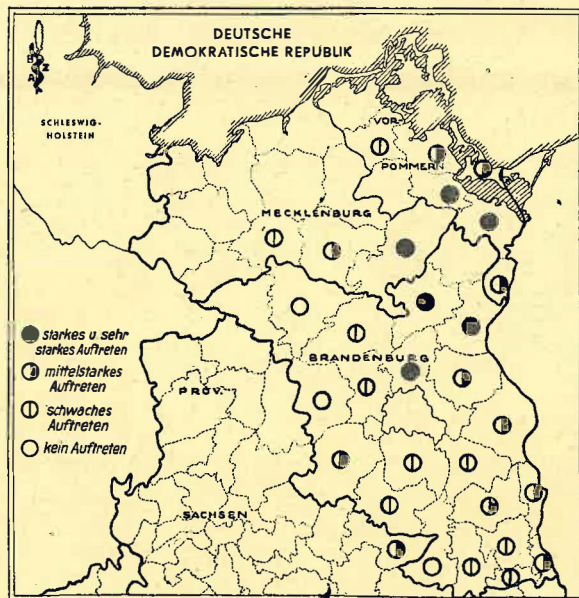 DEUTSCHE
DEMOKRATISCHE REPUBLIK
SCHLESWIG-
HOLSTEIN
VOR-
POMMERN
MECKLENBURG
starkes u. sehr
starkes Auftreten
mittelstarkes
Auftreten
schwaches
Auftreten
kein Auftreten
BRANDENBURG
PROV.
SACHSEN